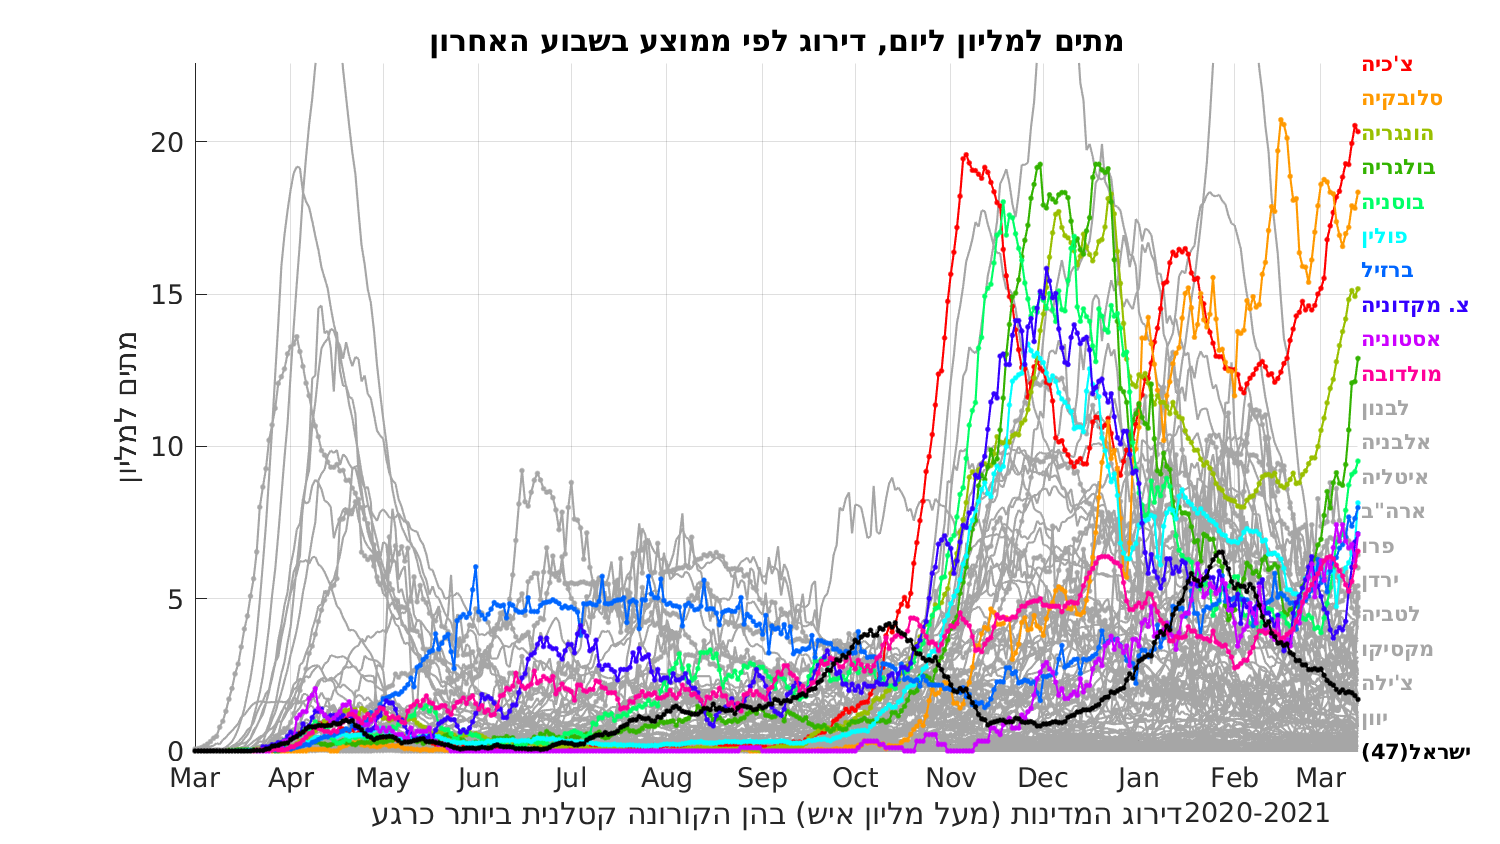 מתים למליון ליום, דירוג לפי ממוצע בשבוע האחרון
מתים למליון
20
15
10
5
0
Mar Apr May Jun Jul Aug Sep Oct Nov Dec Jan Feb Mar
דירוג המדינות (מעל מליון איש) בהן הקורונה קטלנית ביותר כרגע 2020-2021
צ'כיה
סלובקיה
הונגריה
בולגריה
בוסניה
פולין
ברזיל
צ. מקדוניה
אסטוניה
מולדובה
לבנון
אלבניה
איטליה
ארה"ב
פרו
ירדן
לטביה
מקסיקו
צ'ילה
יוון
ישראל(47)